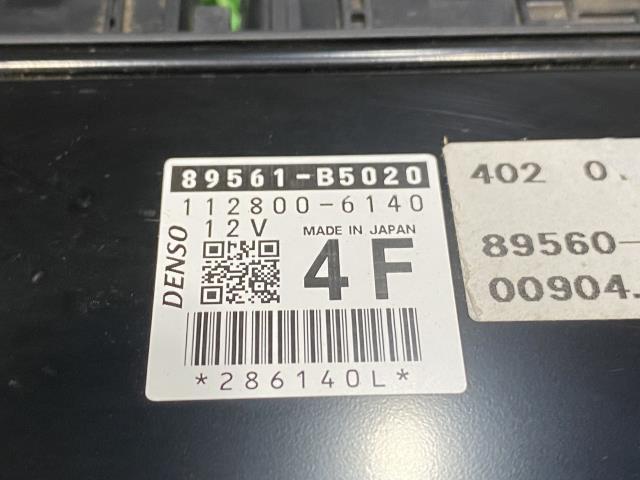 89561-B5020
112800-6140
12V
MADE IN JAPAN
DENSO
4F
*286140L*
402 0.
89560-
00904.